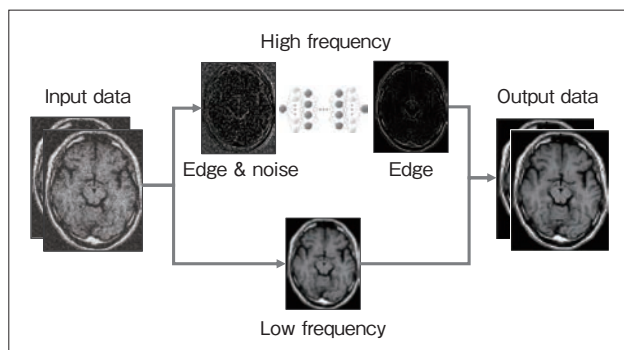 High frequency
Input data
Output data
Edge & noise
Edge
Low frequency